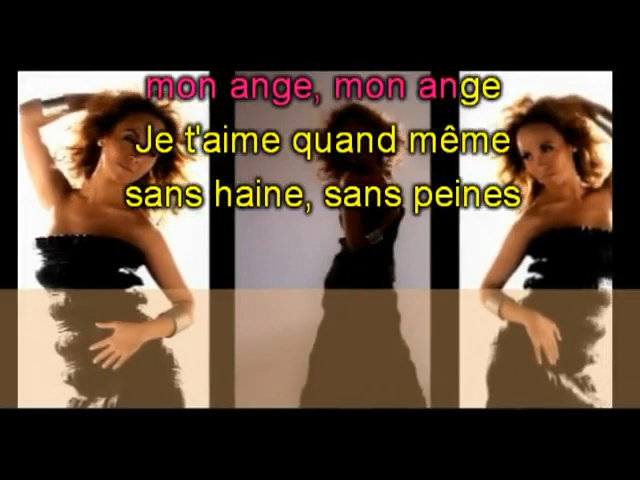 mon ange, mon ange
Je t'aime quand même
sans haine, sans peines